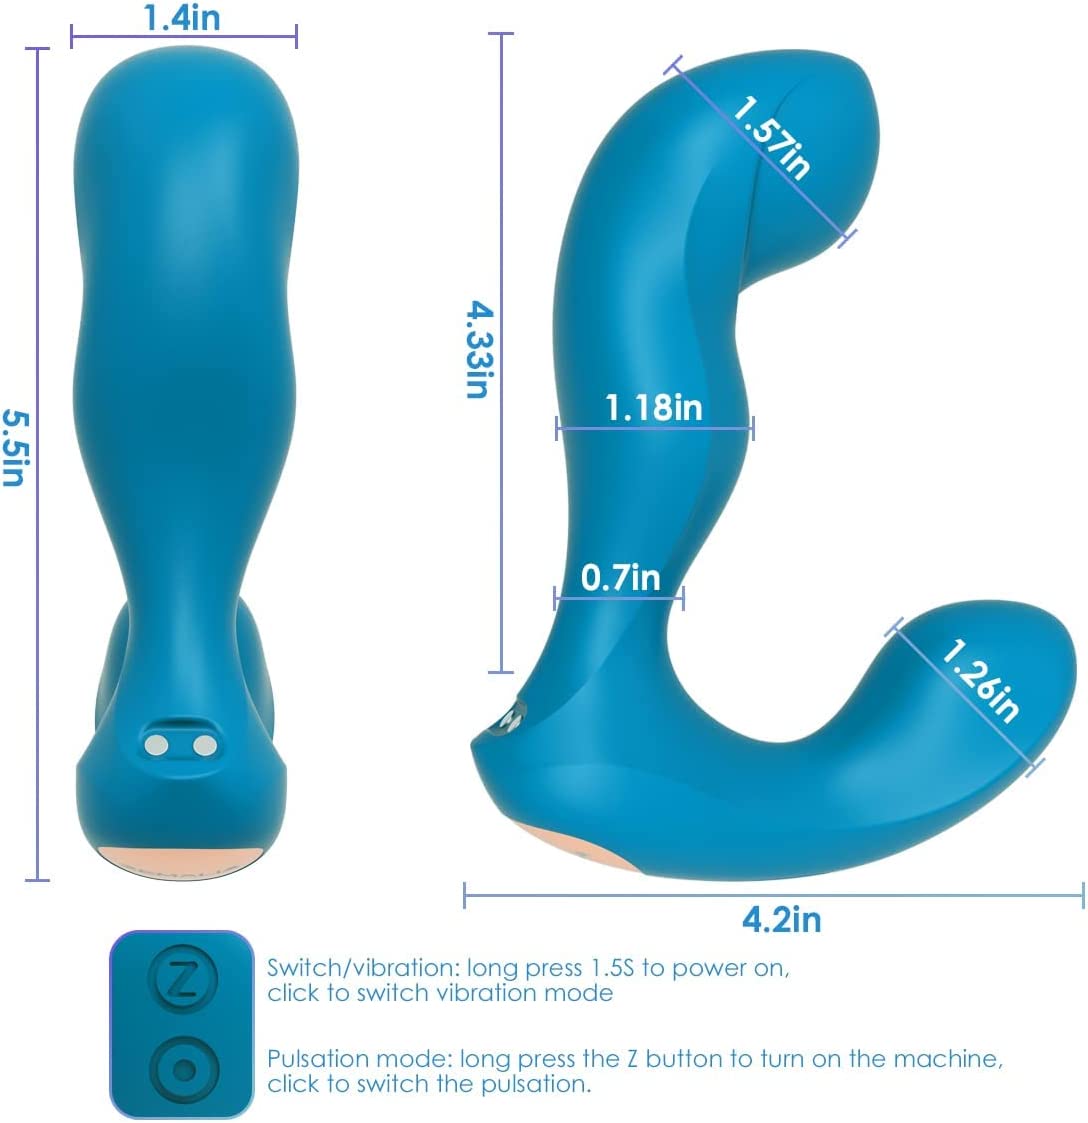 1.4in
1.57in
4.33in
5.5in
1.18in
0.7in
1.26in
4.2in
Z
Switch/vibration: long press 1.5S to power on,
click to switch vibration mode
Pulsation mode: long press the Z button to turn on the machine,
click to switch the pulsation.